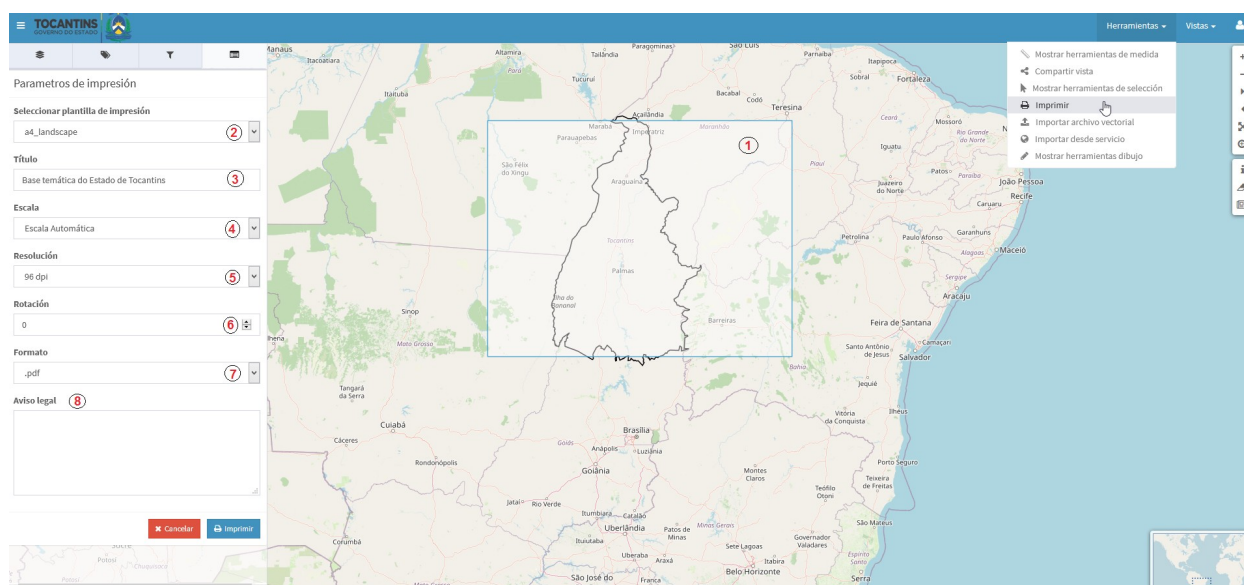 TOCANTINS
GOVERNO DO ESTADO
Herramientas
Vistas
Parametros de impresión
Seleccionar plantilla de impresión
a4_landscape
2
Título
Base temática do Estado de Tocantins
3
Escala
Escala Automática
4
Resolución
96 dpi
5
Rotación
0
6
Formato
.pdf
7
Aviso legal
8
Cancelar
Imprimir
Mostrar herramientas de medida
Compartir vista
Mostrar herramientas de selección
Imprimir
Importar archivo vectorial
Importar desde servicio
Mostrar herramientas dibujo
1
Manaus
Itacoatiara
Altamira
Tailândia
Paragominas
São Luís
Parnaíba
Itapipoca
Pará
Tucuruí
Sobral
Fortaleza
Itaituba
Bacabal
Codó
Teresina
Açailândia
Marabá
Imperatriz
Maranhão
Parauapebas
Ceará
Mossoró
Rio Grande
do Norte
Iguatu
São Félix
do Xingu
Araguaína
Piauí
Patos
Paraíba
João Pessoa
Juazeiro
do Norte
Recife
Caruaru
Tocantins
Petrolina
Paulo Afonso
Garanhuns
Alagoas
Maceió
Palmas
Sergipe
Aracaju
Ilha do
Bananal
Sinop
Barreiras
Feira de Santana
Mato Grosso
Santo Antônio
de Jesus
Camaçari
Salvador
Bahia
Jequié
Tangará
da Serra
Ilhéus
Vitória
da Conquista
Cuiabá
Brasília
Cáceres
Goiás
Anápolis
Luziânia
Rondonópolis
Goiânia
Montes
Claros
Porto Seguro
Teixeira
de Freitas
Teófilo
Otoni
Jataí
Rio Verde
Itumbiara
Catalão
São Mateus
Uberlândia
Patos de
Minas
Minas Gerais
Corumbá
Ituiutaba
Sete Lagoas
Governador
Valadares
Uberaba
Araxá
Itabira
Espírito
Santo
Belo Horizonte
Serra
São José do
Franca
Sucre
Potosí
Chuquisaca
Potosí
Mato Grosso